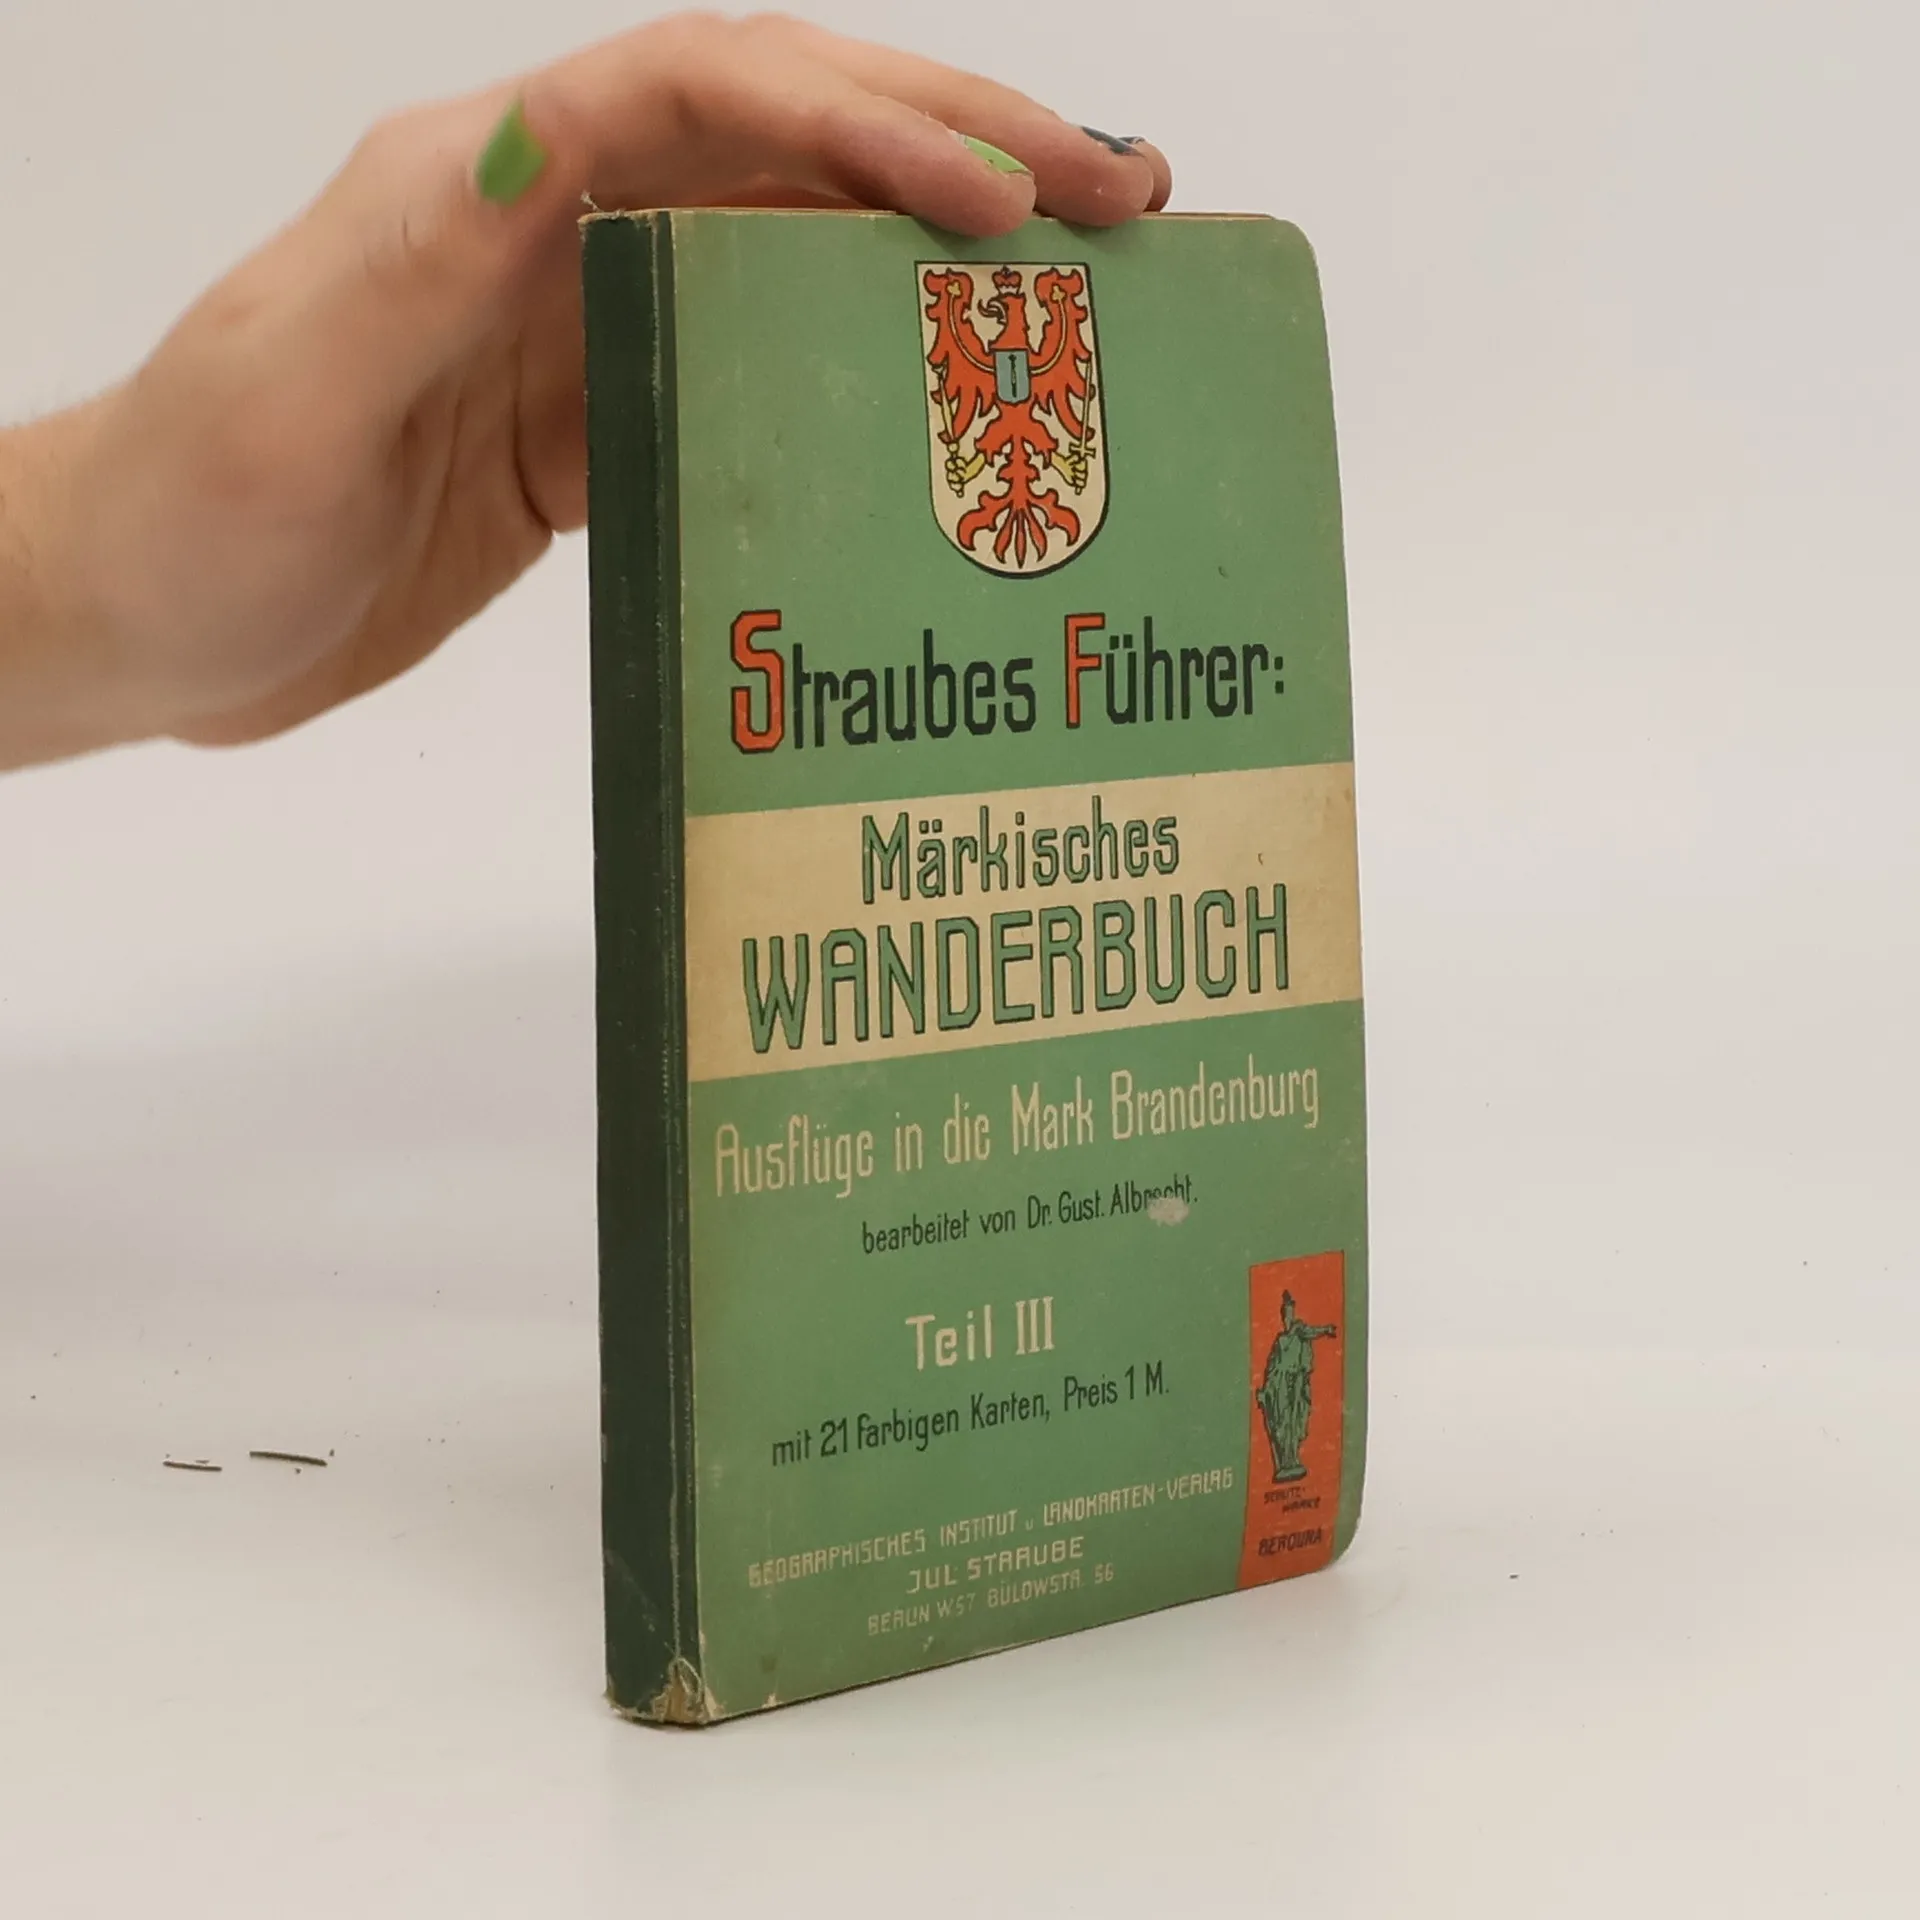 Straubes Führer:
Märkisches
WANDERBUCH
Ausflüge in die Mark Brandenburg
bearbeitet von Dr. Gust. Albrecht.
Teil III
mit 21 farbigen Karten, Preis 1 M.
GEOGRAPHISCHES INSTITUT u LANDKARTEN-VERLAG
JUL STRAUBE
BERLIN W57 BÜLOWSTR. 56
SCHUTZ-
MARKE
BEROLINA